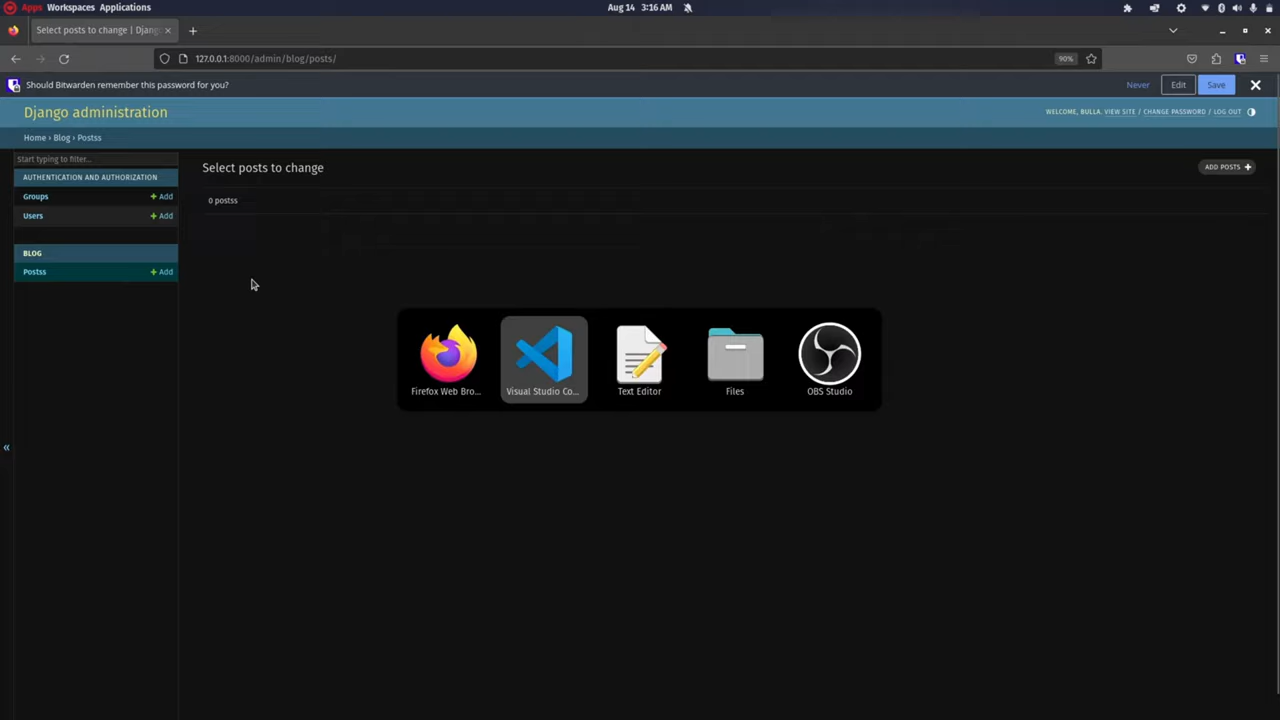 Apps Workspaces Applications
Aug 14 3:16 AM
Select posts to change | Djang
127.0.0.1:8000/admin/blog/posts/
90%
Should Bitwarden remember this password for you?
Never Edit Save
Django administration
WELCOME, BULLA. VIEW SITE / CHANGE PASSWORD / LOG OUT
Home › Blog › Postss
Start typing to filter...
AUTHENTICATION AND AUTHORIZATION
Groups + Add
Users + Add
BLOG
Postss + Add
«
Select posts to change
ADD POSTS +
0 postss
Firefox Web Bro... Visual Studio Co... Text Editor Files OBS Studio